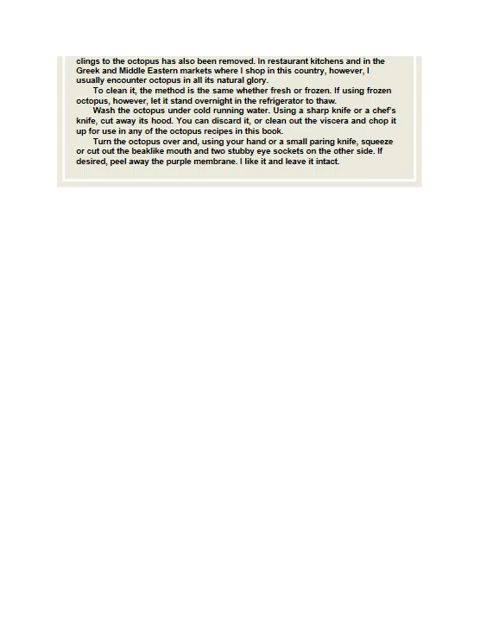 clings to the octopus has also been removed. In restaurant kitchens and in the
Greek and Middle Eastern markets where I shop in this country, however, I
usually encounter octopus in all its natural glory.
To clean it, the method is the same whether fresh or frozen. If using frozen
octopus, however, let it stand overnight in the refrigerator to thaw.
Wash the octopus under cold running water. Using a sharp knife or a chef's
knife, cut away its hood. You can discard it, or clean out the viscera and chop it
up for use in any of the octopus recipes in this book.
Turn the octopus over and, using your hand or a small paring knife, squeeze
or cut out the beaklike mouth and two stubby eye sockets on the other side. If
desired, peel away the purple membrane. I like it and leave it intact.